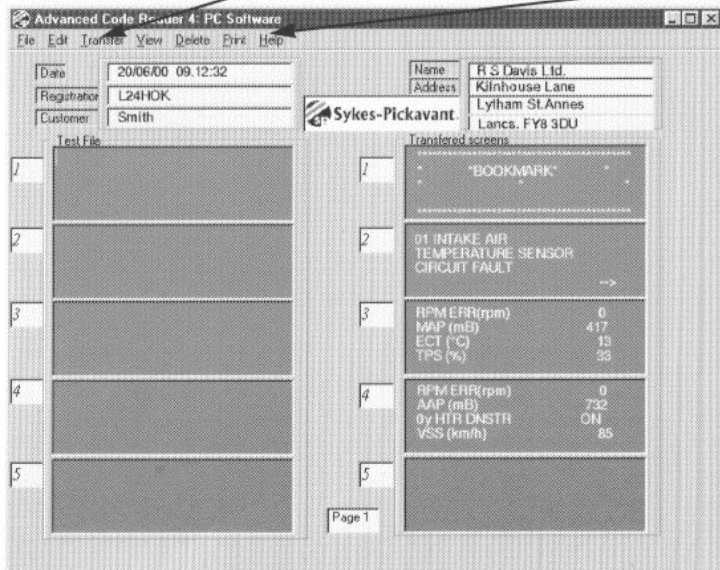 Advanced Code Reader 4: PC Software
File Edit Transfer View Delete Print Help
Date 20/06/00 09.12:32
Registration L24HOK
Customer Smith
Name R S Davis Ltd.
Address Kilnhouse Lane
Lytham St.Annes
Lancs. FY8 3DU
SP Sykes-Pickavant
Test File
1
2
3
4
5
Transfered screens
1
*BOOKMARK*
2
01 INTAKE AIR
TEMPERATURE SENSOR
CIRCUIT FAULT
-->
3
RPM ERR(rpm) 0
MAP (mB) 417
ECT (°C) 13
TPS (%) 33
4
RPM ERR(rpm) 0
AAP (mB) 732
0y HTR DNSTR ON
VSS (km/h) 85
5
Page 1